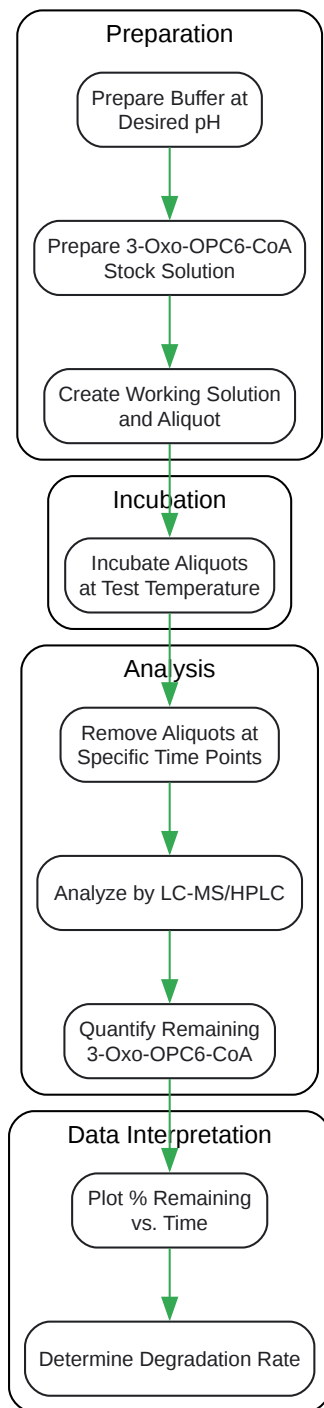 Preparation
Prepare Buffer at
Desired pH
Prepare 3-Oxo-OPC6-CoA
Stock Solution
Create Working Solution
and Aliquot
Incubation
Incubate Aliquots
at Test Temperature
Analysis
Remove Aliquots at
Specific Time Points
Analyze by LC-MS/HPLC
Quantify Remaining
3-Oxo-OPC6-CoA
Data Interpretation
Plot % Remaining
vs. Time
Determine Degradation Rate